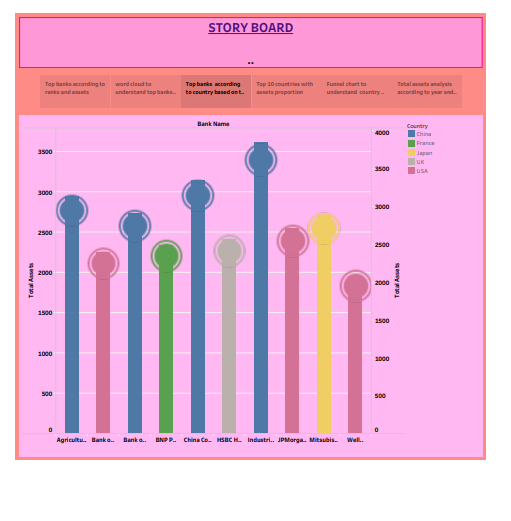 STORY BOARD
..
Top banks according to
ranks and assets
word cloud to
understand top banks..
Top banks according
to country based on t..
Top 10 countries with
assets proportion
Funnel chart to
understand country...
Total assets analysis
according to year and..
Bank Name
Country
China
France
Japan
UK
USA
Total Assets
3500
3000
2500
2000
1500
1000
500
0
4000
3500
3000
2500
2000
1500
1000
500
0
Total Assets
Agricultu..
Bank o..
Bank o..
BNP P..
China Co..
HSBC H..
Industri..
JPMorga..
Mitsubis..
Well..